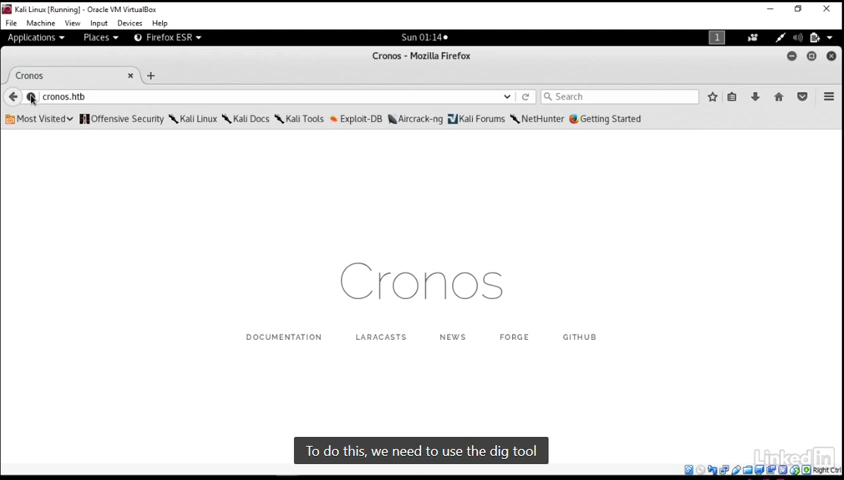 Kali Linux [Running] - Oracle VM VirtualBox
File Machine View Input Devices Help
Applications Places Firefox ESR Sun 01:14 1
Cronos - Mozilla Firefox
Cronos
cronos.htb Search
Most Visited Offensive Security Kali Linux Kali Docs Kali Tools Exploit-DB Aircrack-ng Kali Forums NetHunter Getting Started
Cronos
DOCUMENTATION LARACASTS NEWS FORGE GITHUB
To do this, we need to use the dig tool
LinkedIn
Right Ctrl